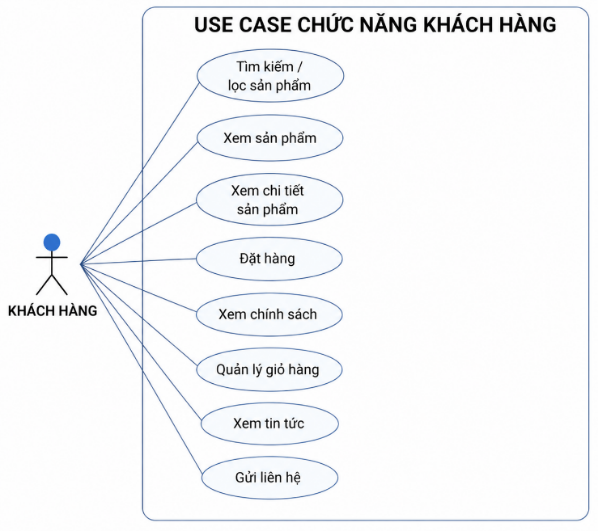 USE CASE CHỨC NĂNG KHÁCH HÀNG
Tìm kiếm /
lọc sản phẩm
Xem sản phẩm
Xem chi tiết
sản phẩm
Đặt hàng
KHÁCH HÀNG
Xem chính sách
Quản lý giỏ hàng
Xem tin tức
Gửi liên hệ